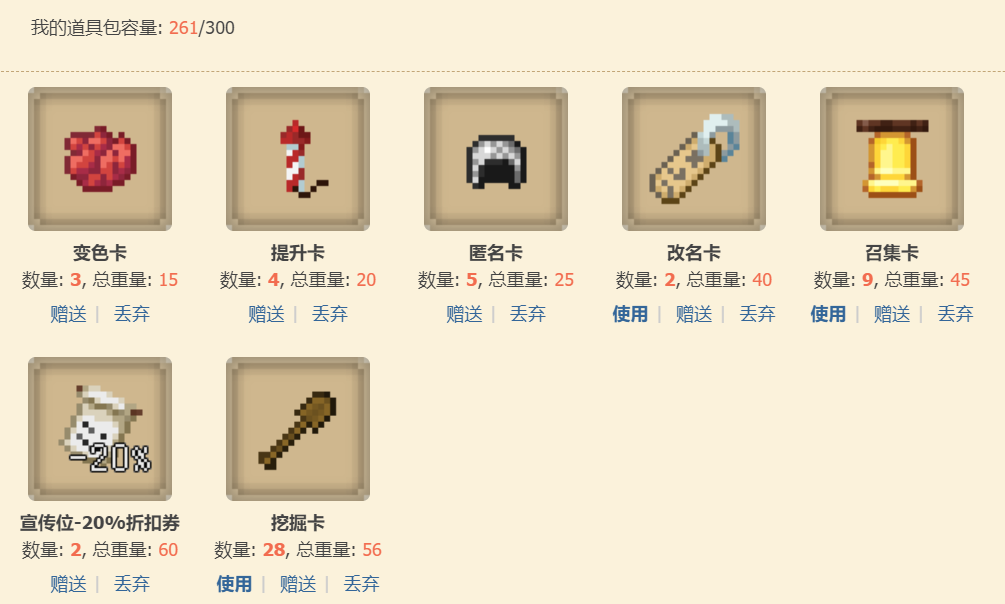 我的道具包容量: 261/300
变色卡 提升卡 匿名卡 改名卡 召集卡
数量: 3, 总重量: 15 数量: 4, 总重量: 20 数量: 5, 总重量: 25 数量: 2, 总重量: 40 数量: 9, 总重量: 45
赠送 | 丢弃 赠送 | 丢弃 赠送 | 丢弃 使用 | 赠送 | 丢弃 使用 | 赠送 | 丢弃
-20%
宣传位-20%折扣券 挖掘卡
数量: 2, 总重量: 60 数量: 28, 总重量: 56
赠送 | 丢弃 使用 | 赠送 | 丢弃